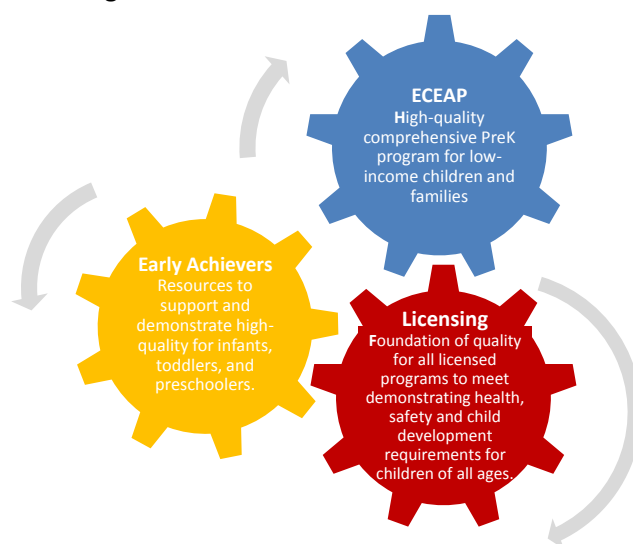 ECEAP
High-quality
comprehensive PreK
program for low-
income children and
families
Early Achievers
Resources to
support and
demonstrate high-
quality for infants,
toddlers, and
preschoolers.
Licensing
Foundation of quality
for all licensed
programs to meet
demonstrating health,
safety and child
development
requirements for
children of all ages.